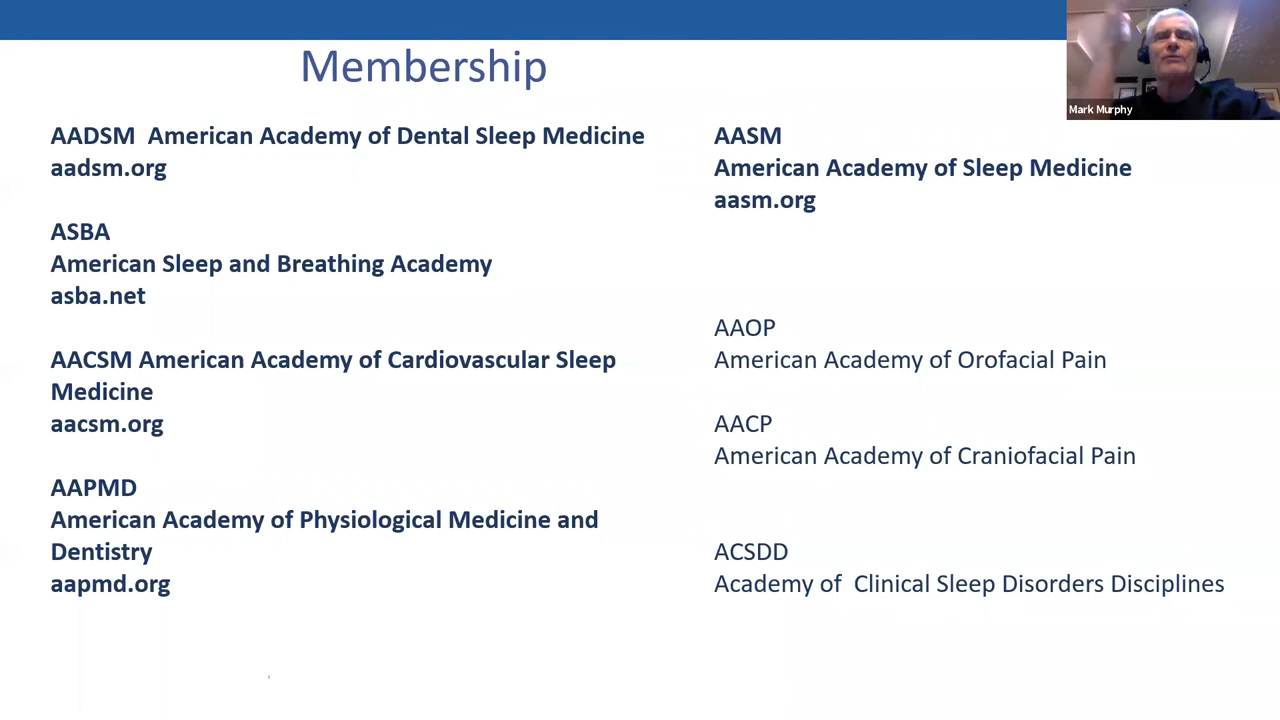 Membership
Mark Murphy
AADSM  American Academy of Dental Sleep Medicine
aadsm.org
ASBA
American Sleep and Breathing Academy
asba.net
AACSM American Academy of Cardiovascular Sleep
Medicine
aacsm.org
AAPMD
American Academy of Physiological Medicine and
Dentistry
aapmd.org
AASM
American Academy of Sleep Medicine
aasm.org
AAOP
American Academy of Orofacial Pain
AACP
American Academy of Craniofacial Pain
ACSDD
Academy of  Clinical Sleep Disorders Disciplines